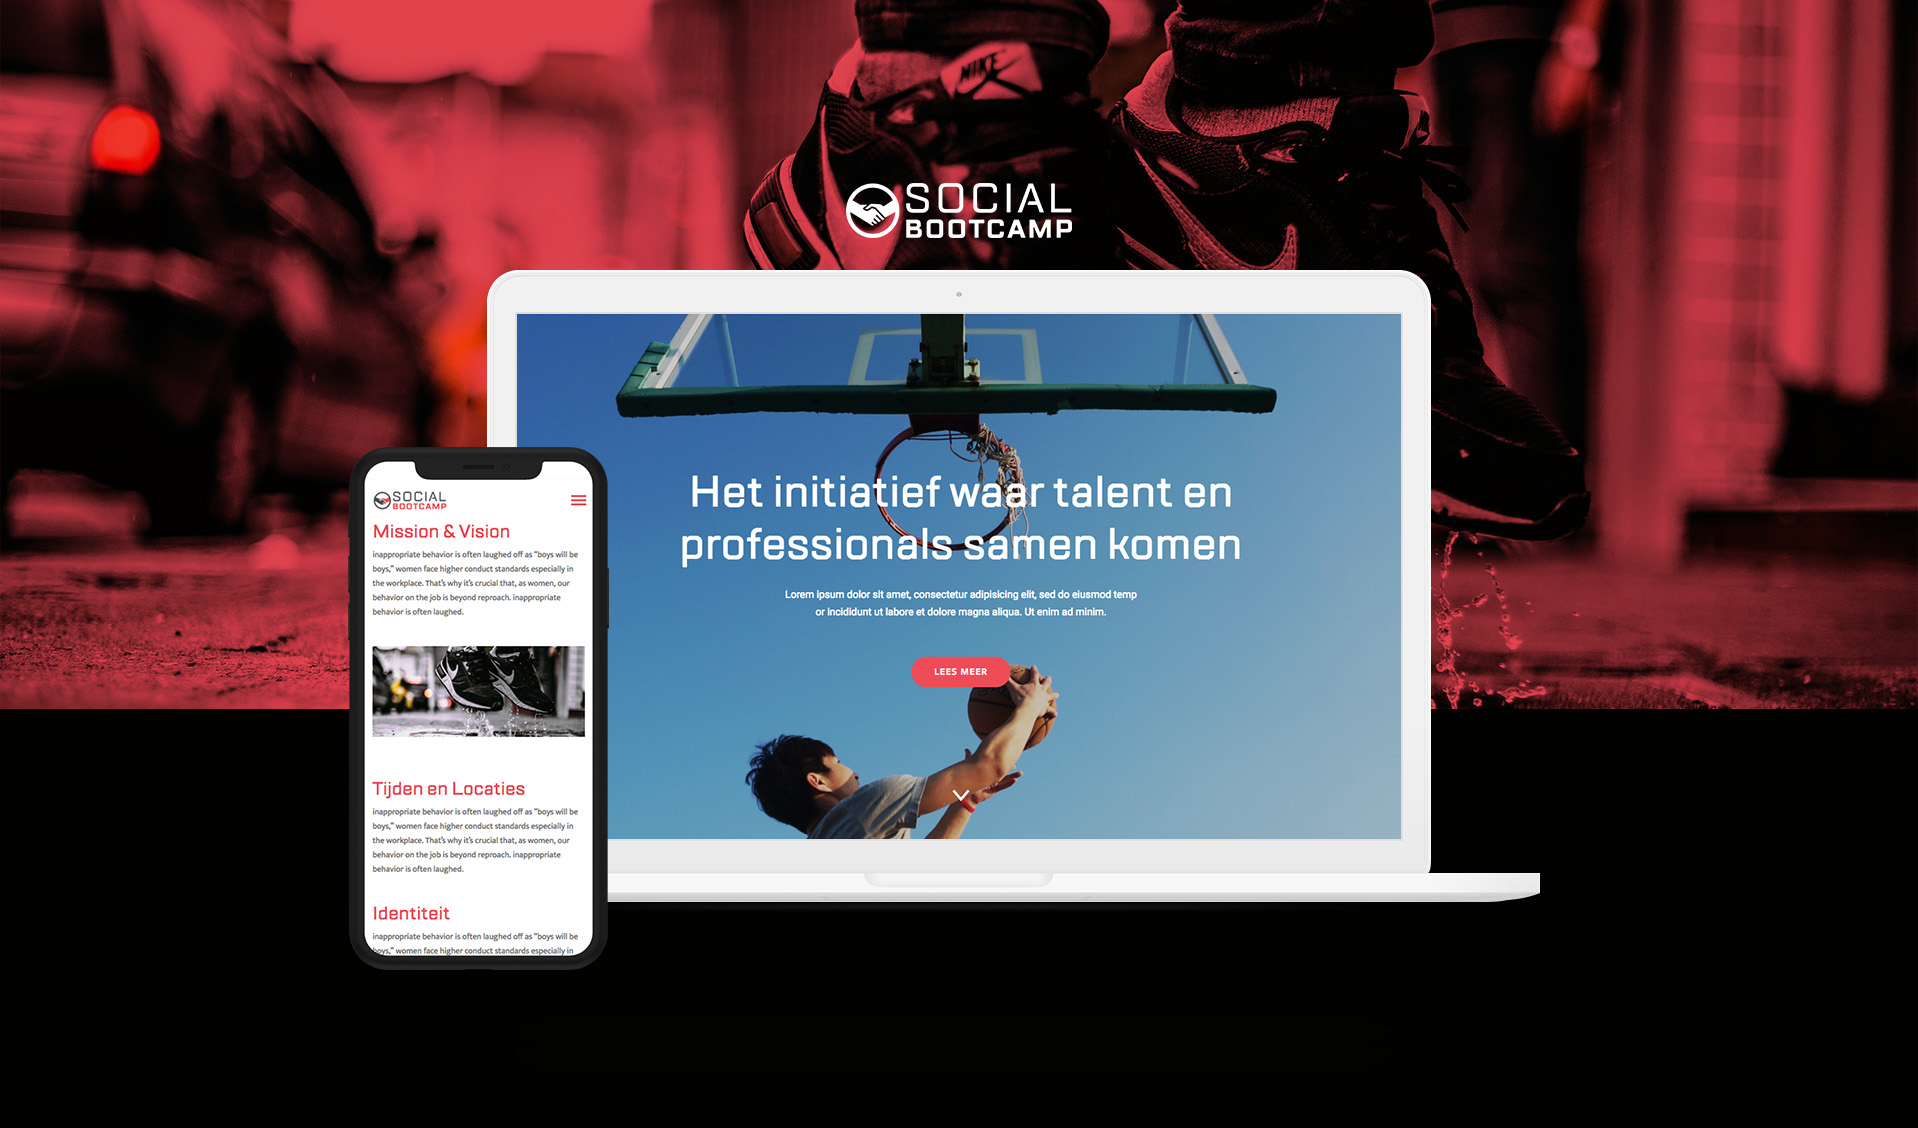 NIKE
SOCIAL
BOOTCAMP
Het initiatief waar talent en
professionals samen komen
Lorem ipsum dolor sit amet, consectetur adipisicing elit, sed do eiusmod temp
or incididunt ut labore et dolore magna aliqua. Ut enim ad minim.
LEES MEER
SOCIAL
BOOTCAMP
Mission & Vision
inappropriate behavior is often laughed off as “boys will be
boys,” women face higher conduct standards especially in
the workplace. That’s why it’s crucial that, as women, our
behavior on the job is beyond reproach. inappropriate
behavior is often laughed.
Tijden en Locaties
inappropriate behavior is often laughed off as “boys will be
boys,” women face higher conduct standards especially in
the workplace. That’s why it’s crucial that, as women, our
behavior on the job is beyond reproach. inappropriate
behavior is often laughed.
Identiteit
inappropriate behavior is often laughed off as “boys will be
boys,” women face higher conduct standards especially in